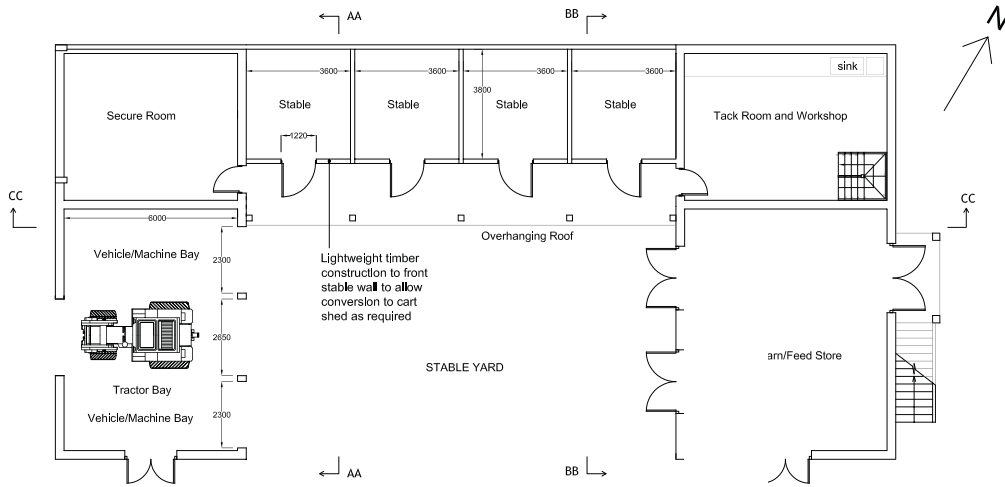 AA
BB
N
3600
3600
3600
3600
sink
3800
Secure Room
Stable
Stable
Stable
Stable
Tack Room and Workshop
1220
CC
CC
6000
Overhanging Roof
Vehicle/Machine Bay
2300
Lightweight timber
construction to front
stable wall to allow
conversion to cart
shed as required
2650
arn/Feed Store
STABLE YARD
Tractor Bay
Vehicle/Machine Bay
2300
AA
BB